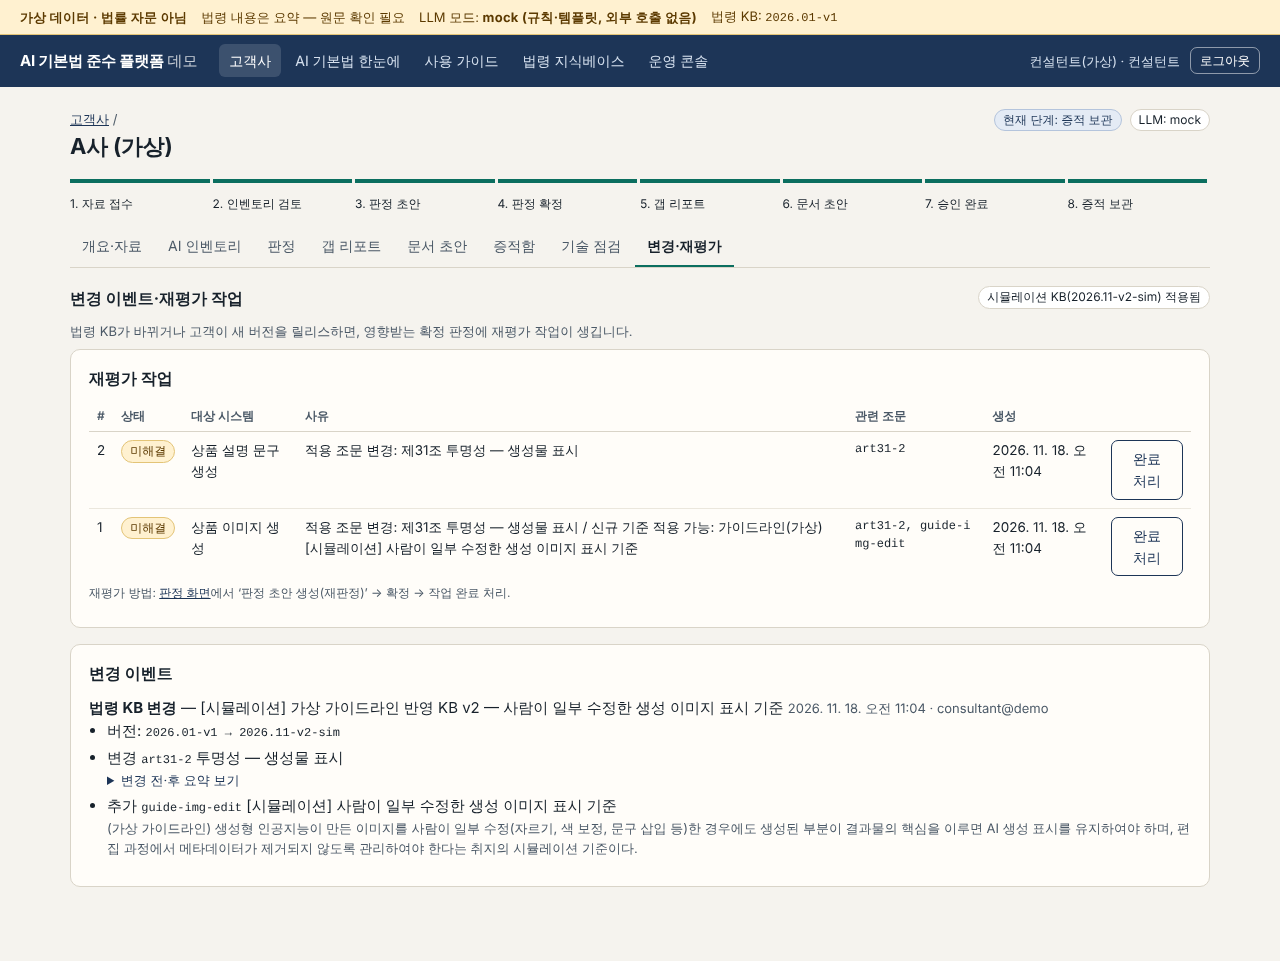 가상 데이터 · 법률 자문 아님 법령 내용은 요약 — 원문 확인 필요 LLM 모드: mock (규칙·템플릿, 외부 호출 없음) 법령 KB: 2026.01-v1
AI 기본법 준수 플랫폼 데모 고객사 AI 기본법 한눈에 사용 가이드 법령 지식베이스 운영 콘솔 컨설턴트(가상) · 컨설턴트 로그아웃
고객사 / 현재 단계: 증적 보관 LLM: mock
A사 (가상)
1. 자료 접수 2. 인벤토리 검토 3. 판정 초안 4. 판정 확정 5. 갭 리포트 6. 문서 초안 7. 승인 완료 8. 증적 보관
개요·자료 AI 인벤토리 판정 갭 리포트 문서 초안 증적함 기술 점검 변경·재평가
변경 이벤트·재평가 작업 시뮬레이션 KB(2026.11-v2-sim) 적용됨
법령 KB가 바뀌거나 고객이 새 버전을 릴리스하면, 영향받는 확정 판정에 재평가 작업이 생깁니다.
재평가 작업
# 상태 대상 시스템 사유 관련 조문 생성
2 미해결 상품 설명 문구 적용 조문 변경: 제31조 투명성 — 생성물 표시 art31-2 2026. 11. 18. 오 완료
생성 전 11:04 처리
1 미해결 상품 이미지 생 적용 조문 변경: 제31조 투명성 — 생성물 표시 / 신규 기준 적용 가능: 가이드라인(가상) art31-2, guide-i 2026. 11. 18. 오 완료
성 [시뮬레이션] 사람이 일부 수정한 생성 이미지 표시 기준 mg-edit 전 11:04 처리
재평가 방법: 판정 화면에서 ‘판정 초안 생성(재판정)’ → 확정 → 작업 완료 처리.
변경 이벤트
법령 KB 변경 — [시뮬레이션] 가상 가이드라인 반영 KB v2 — 사람이 일부 수정한 생성 이미지 표시 기준 2026. 11. 18. 오전 11:04 · consultant@demo
• 버전: 2026.01-v1 → 2026.11-v2-sim
• 변경 art31-2 투명성 — 생성물 표시
▶ 변경 전·후 요약 보기
• 추가 guide-img-edit [시뮬레이션] 사람이 일부 수정한 생성 이미지 표시 기준
(가상 가이드라인) 생성형 인공지능이 만든 이미지를 사람이 일부 수정(자르기, 색 보정, 문구 삽입 등)한 경우에도 생성된 부분이 결과물의 핵심을 이루면 AI 생성 표시를 유지하여야 하며, 편
집 과정에서 메타데이터가 제거되지 않도록 관리하여야 한다는 취지의 시뮬레이션 기준이다.